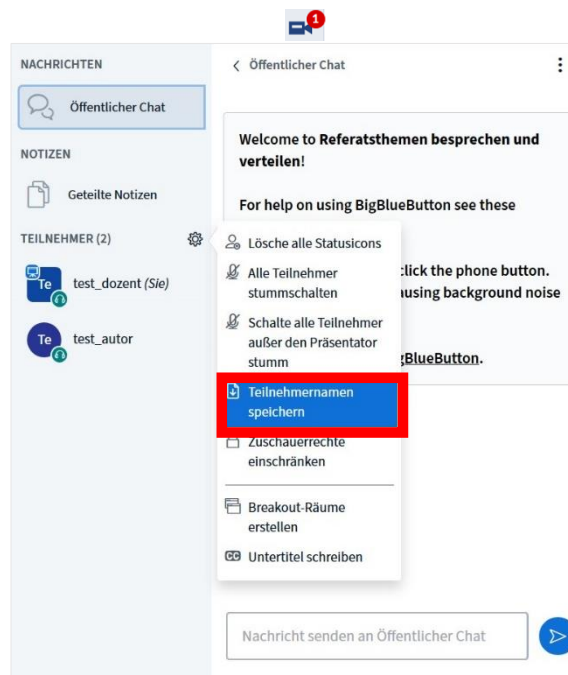 1
NACHRICHTEN
Öffentlicher Chat
NOTIZEN
Geteilte Notizen
TEILNEHMER (2)
Te
test_dozent (Sie)
Te
test_autor
Öffentlicher Chat
Welcome to Referatsthemen besprechen und
verteilen!
For help on using BigBlueButton see these
click the phone button.
using background noise
BlueButton.
Lösche alle Statusicons
Alle Teilnehmer
stummschalten
Schalte alle Teilnehmer
außer den Präsentator
stumm
Teilnehmernamen
speichern
Zuschauerrechte
einschränken
Breakout-Räume
erstellen
Untertitel schreiben
Nachricht senden an Öffentlicher Chat